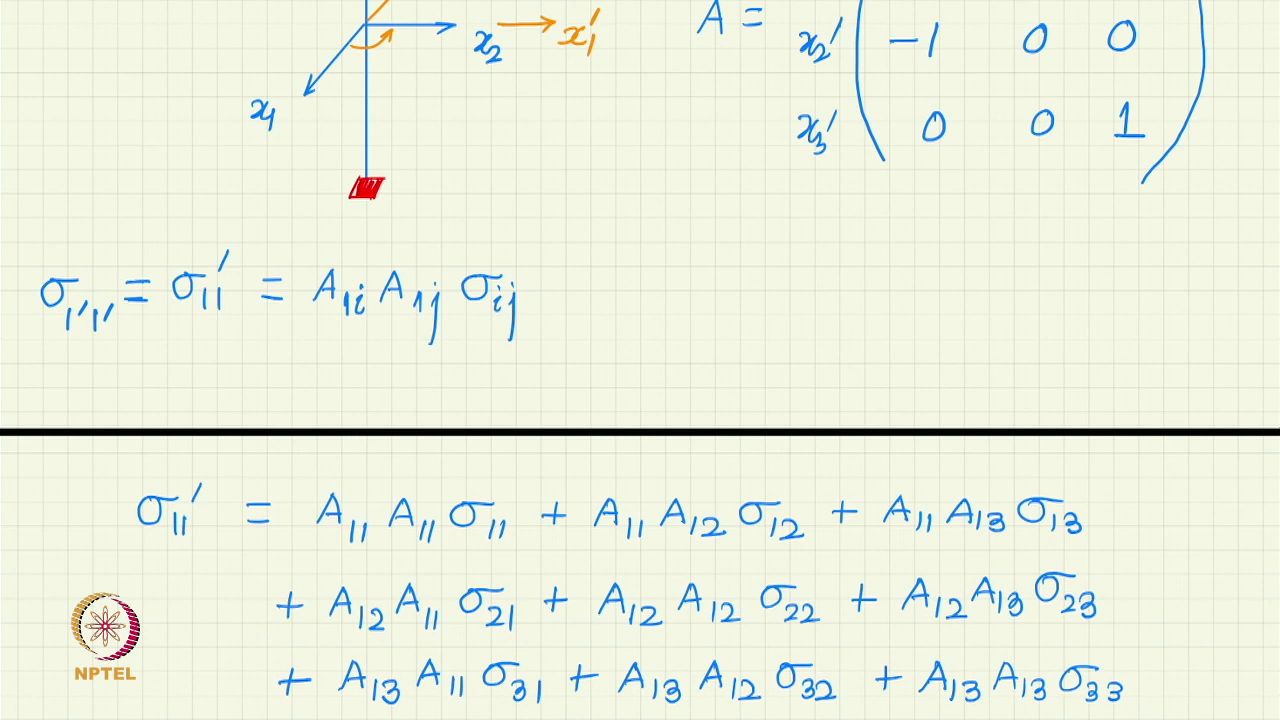 x₂ x₁′
A =
x₂′ −1 0 0
x₁
x₃′ 0 0 1
σ₁′₁′ = σ₁₁′ = A₁ᵢ A₁ⱼ σᵢⱼ
σ₁₁′ = A₁₁ A₁₁ σ₁₁ + A₁₁ A₁₂ σ₁₂ + A₁₁ A₁₃ σ₁₃
+ A₁₂ A₁₁ σ₂₁ + A₁₂ A₁₂ σ₂₂ + A₁₂ A₁₃ σ₂₃
+ A₁₃ A₁₁ σ₃₁ + A₁₃ A₁₂ σ₃₂ + A₁₃ A₁₃ σ₃₃
NPTEL